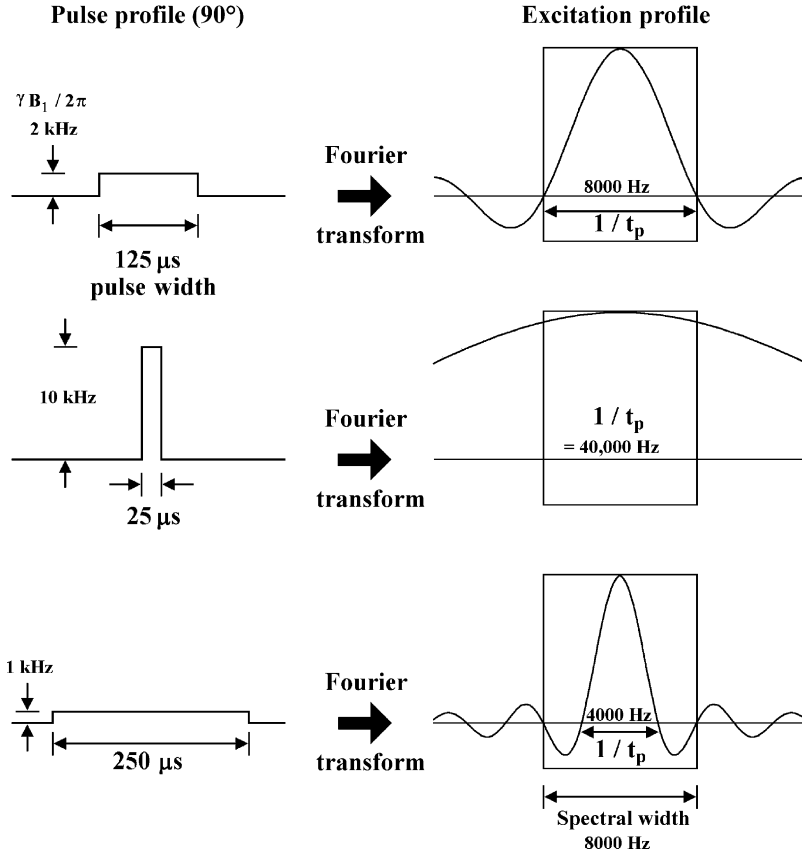 Pulse profile (90°)
Excitation profile
γ B₁ / 2π
2 kHz
125 μs
pulse width
Fourier
transform
8000 Hz
1 / tₚ
10 kHz
25 μs
Fourier
transform
1 / tₚ
= 40,000 Hz
1 kHz
250 μs
Fourier
transform
4000 Hz
1 / tₚ
Spectral width
8000 Hz